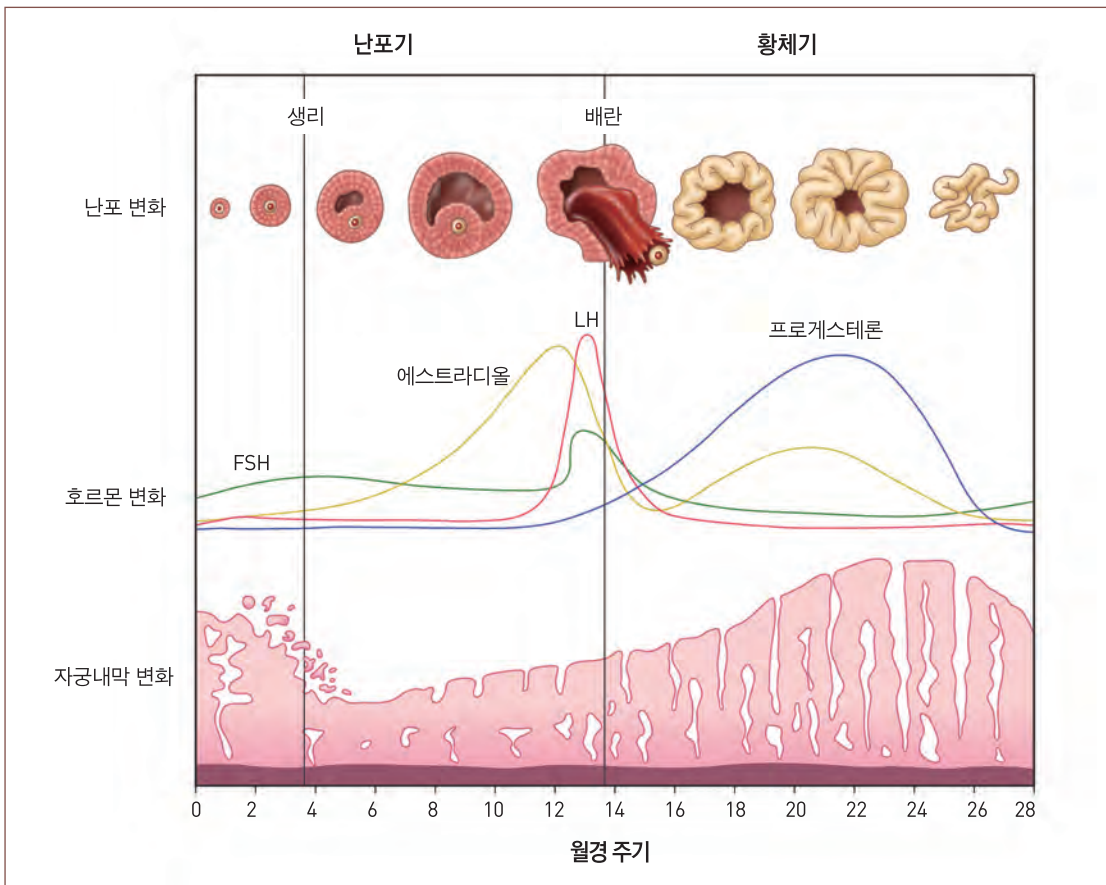 난포기
황체기
생리
배란
난포 변화
LH
프로게스테론
에스트라디올
FSH
호르몬 변화
자궁내막 변화
0 2 4 6 8 10 12 14 16 18 20 22 24 26 28
월경 주기